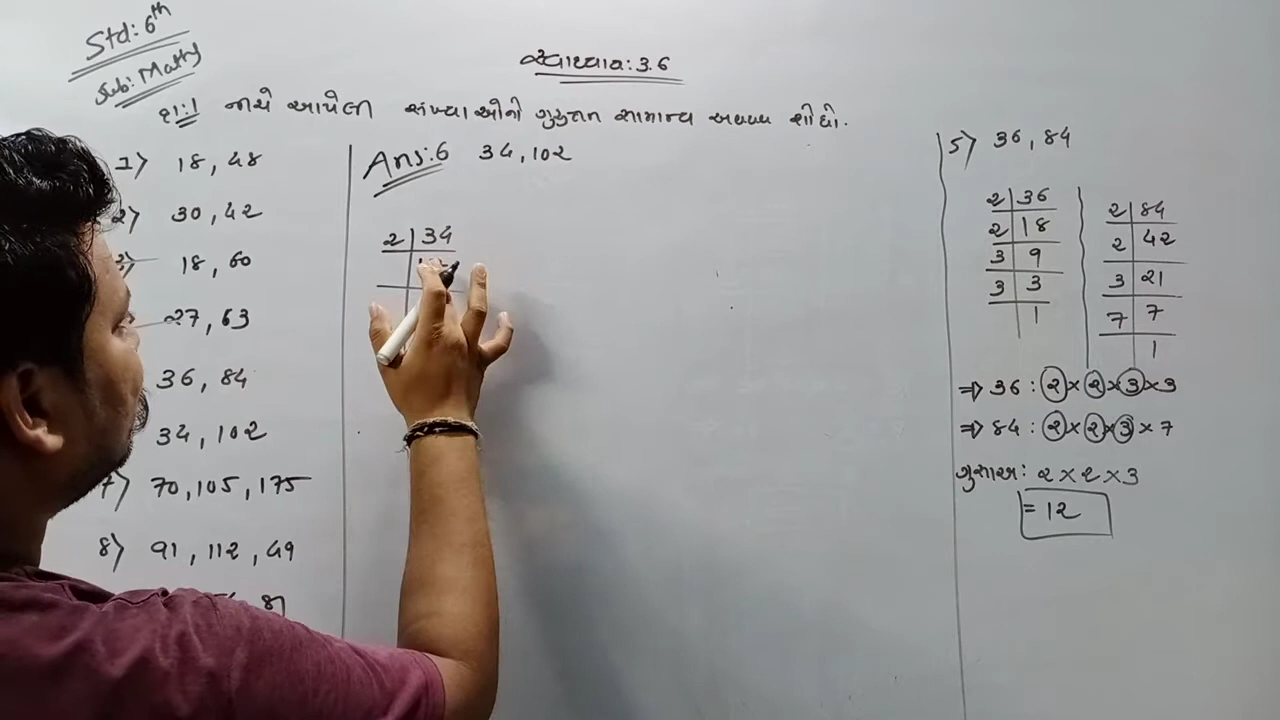 Std: 6th
Sub: Maths
સ્વાધ્યાય: 3.6
પ્ર:1 નીચે આપેલી સંખ્યાઓનો ગુરુત્તમ સામાન્ય અવયવ શોધો.
1) 18, 48
2) 30, 42
3) 18, 60
27, 63
36, 84
34, 102
7) 70, 105, 175
8) 91, 112, 49
Ans: 6 34, 102
2 | 34
5) 36, 84
2 | 36
2 | 18
3 | 9
3 | 3
1
2 | 84
2 | 42
3 | 21
7 | 7
1
⇒ 36 : 2 × 2 × 3 × 3
⇒ 84 : 2 × 2 × 3 × 7
ગુસાઅ: 2 × 2 × 3
= 12